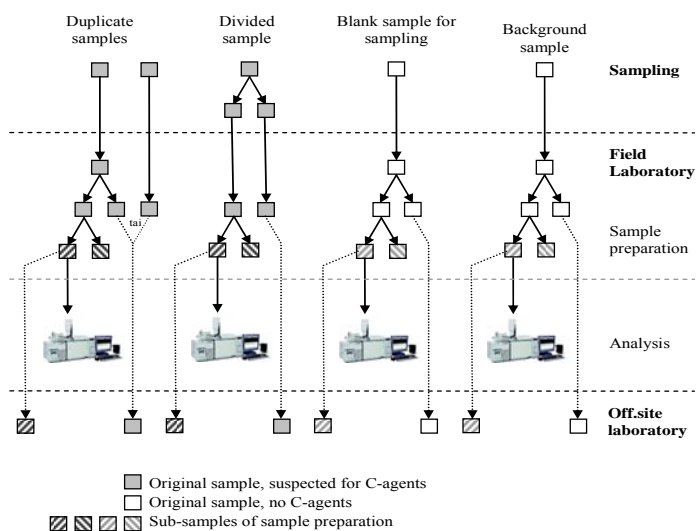 Duplicate
samples
Divided
sample
Blank sample for
sampling
Background
sample
Sampling
Field
Laboratory
tai
Sample
preparation
Analysis
Off.site
laboratory
Original sample, suspected for C-agents
Original sample, no C-agents
Sub-samples of sample preparation